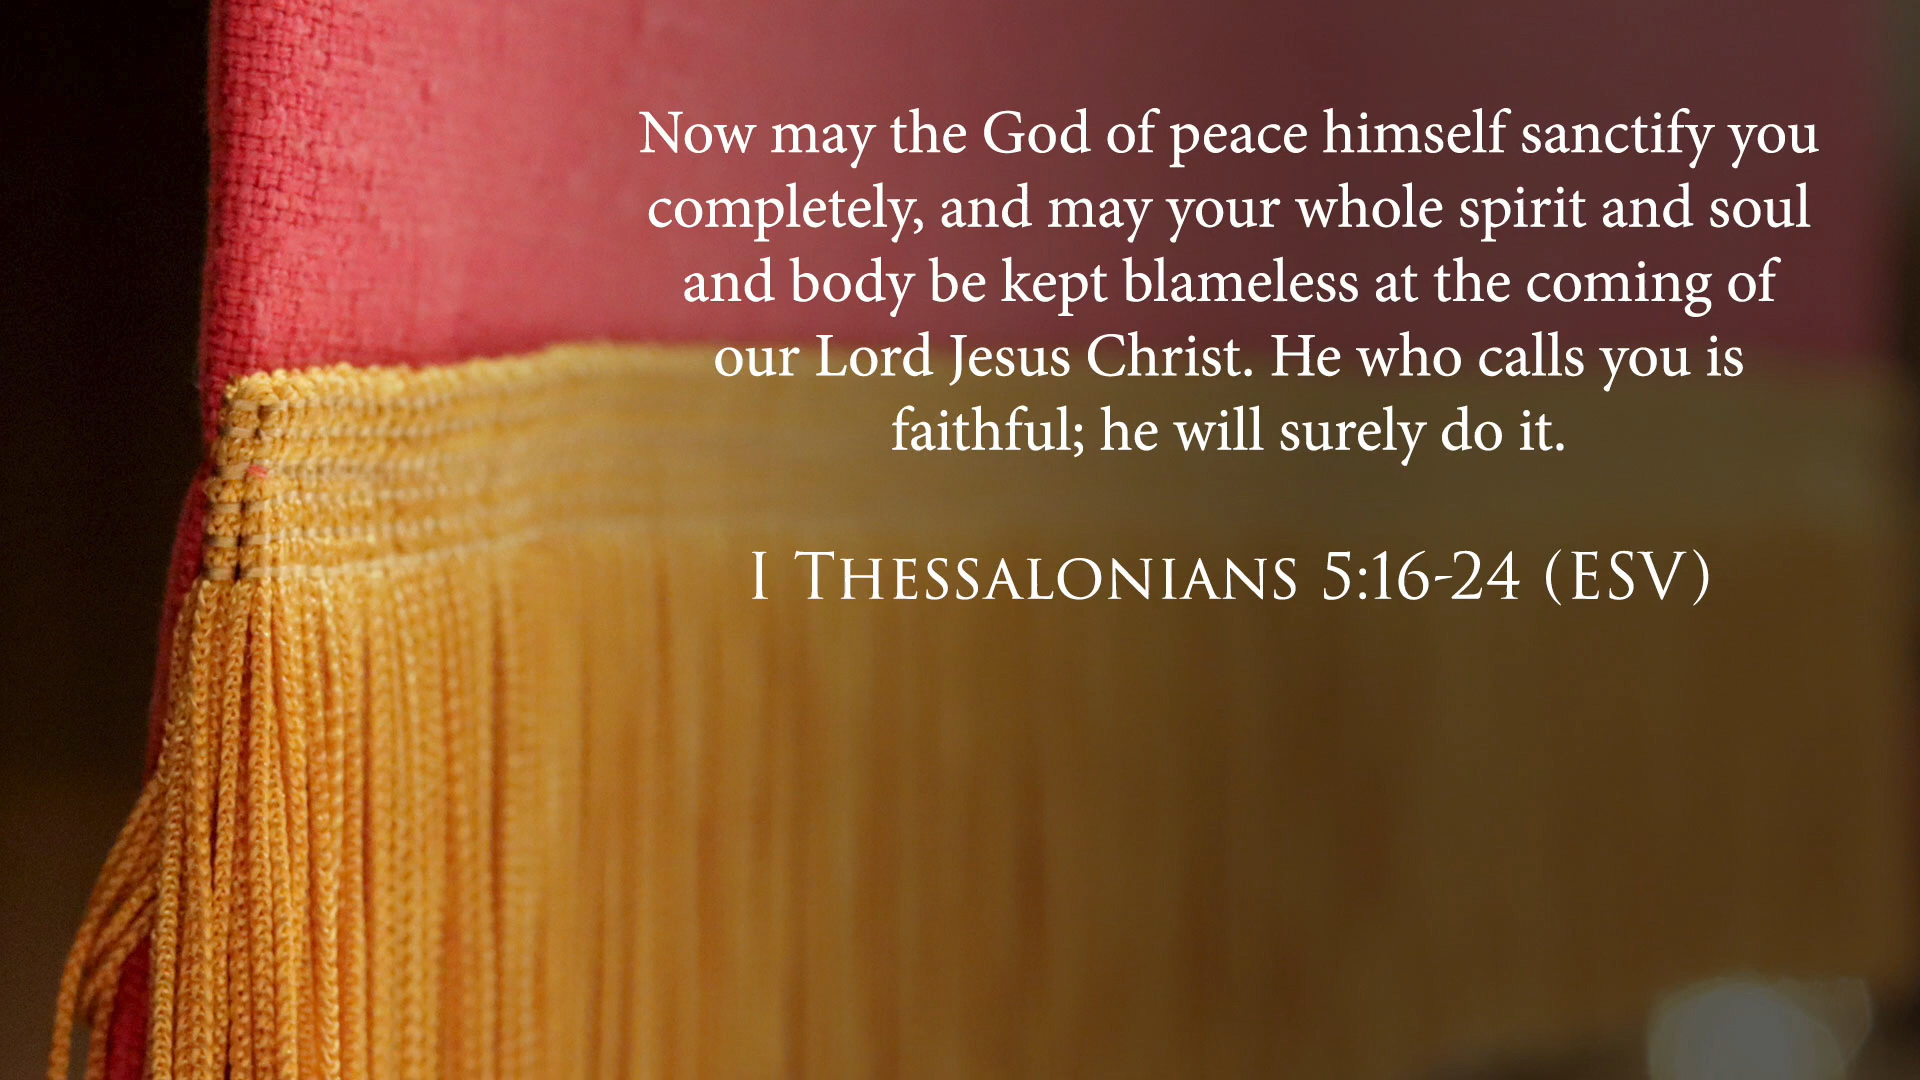 Now may the God of peace himself sanctify you
completely, and may your whole spirit and soul
and body be kept blameless at the coming of
our Lord Jesus Christ. He who calls you is
faithful; he will surely do it.
I Thessalonians 5:16-24 (ESV)